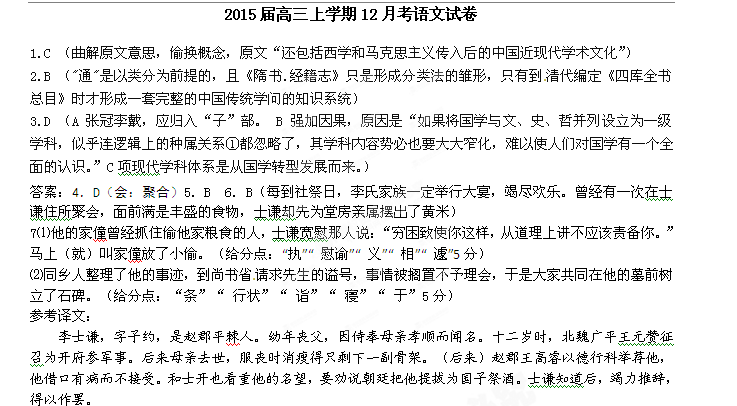 2015届高三上学期12月考语文试卷
1.C （曲解原文意思，偷换概念，原文“还包括西学和马克思主义传入后的中国近现代学术文化”）
2.B （“通”是以类分为前提的，且《隋书.经籍志》只是形成分类法的雏形，只有到清代编定《四库全书
总目》时才形成一套完整的中国传统学问的知识系统）
3.D （A 张冠李戴，应归入“子”部。 B 强加因果，原因是“如果将国学与文、史、哲并列设立为一级
学科，似乎连逻辑上的种属关系①都忽略了，其学科内容势必也要大大窄化，难以使人们对国学有一个全
面的认识。”C 项现代学科体系是从国学转型发展而来。）
答案：4. D（会：聚合）5. B 6. B（每到社祭日，李氏家族一定举行大宴，竭尽欢乐。曾经有一次在士
谦住所聚会，面前满是丰盛的食物，士谦却先为堂房亲属摆出了黄米）
7⑴他的家僮曾经抓住偷他家粮食的人，士谦宽慰那人说：“穷困致使你这样，从道理上讲不应该责备你。”
马上（就）叫家僮放了小偷。（给分点：“执”“ 慰谕”“ 义”“ 相”“ 遽”5分）
⑵同乡人整理了他的事迹，到尚书省请求先生的谥号，事情被搁置不予理会，于是大家共同在他的墓前树
立了石碑。（给分点：“条” “ 行状” “ 诣” “ 寝” “ 于”5分）
参考译文：
李士谦，字子约，是赵郡平棘人。幼年丧父，因侍奉母亲孝顺而闻名。十二岁时，北魏广平王元赞征
召为开府参军事。后来母亲去世，服丧时消瘦得只剩下一副骨架。（后来）赵郡王高睿以德行科举荐他，
他借口有病而不接受。和士开也看重他的名望，要劝说朝廷把他提拔为国子祭酒。士谦知道后，竭力推辞，
得以作罢。